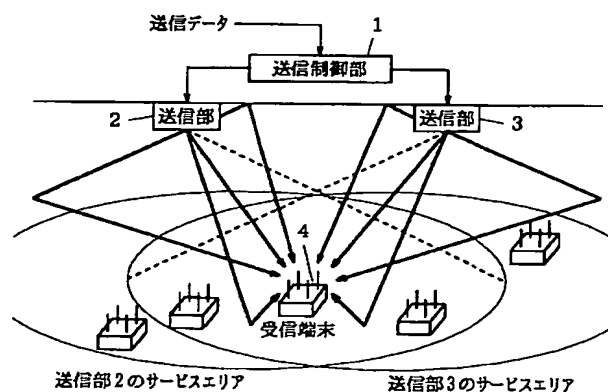 送信データ
1
送信制御部
2
送信部
送信部
3
4
受信端末
送信部2のサービスエリア
送信部3のサービスエリア